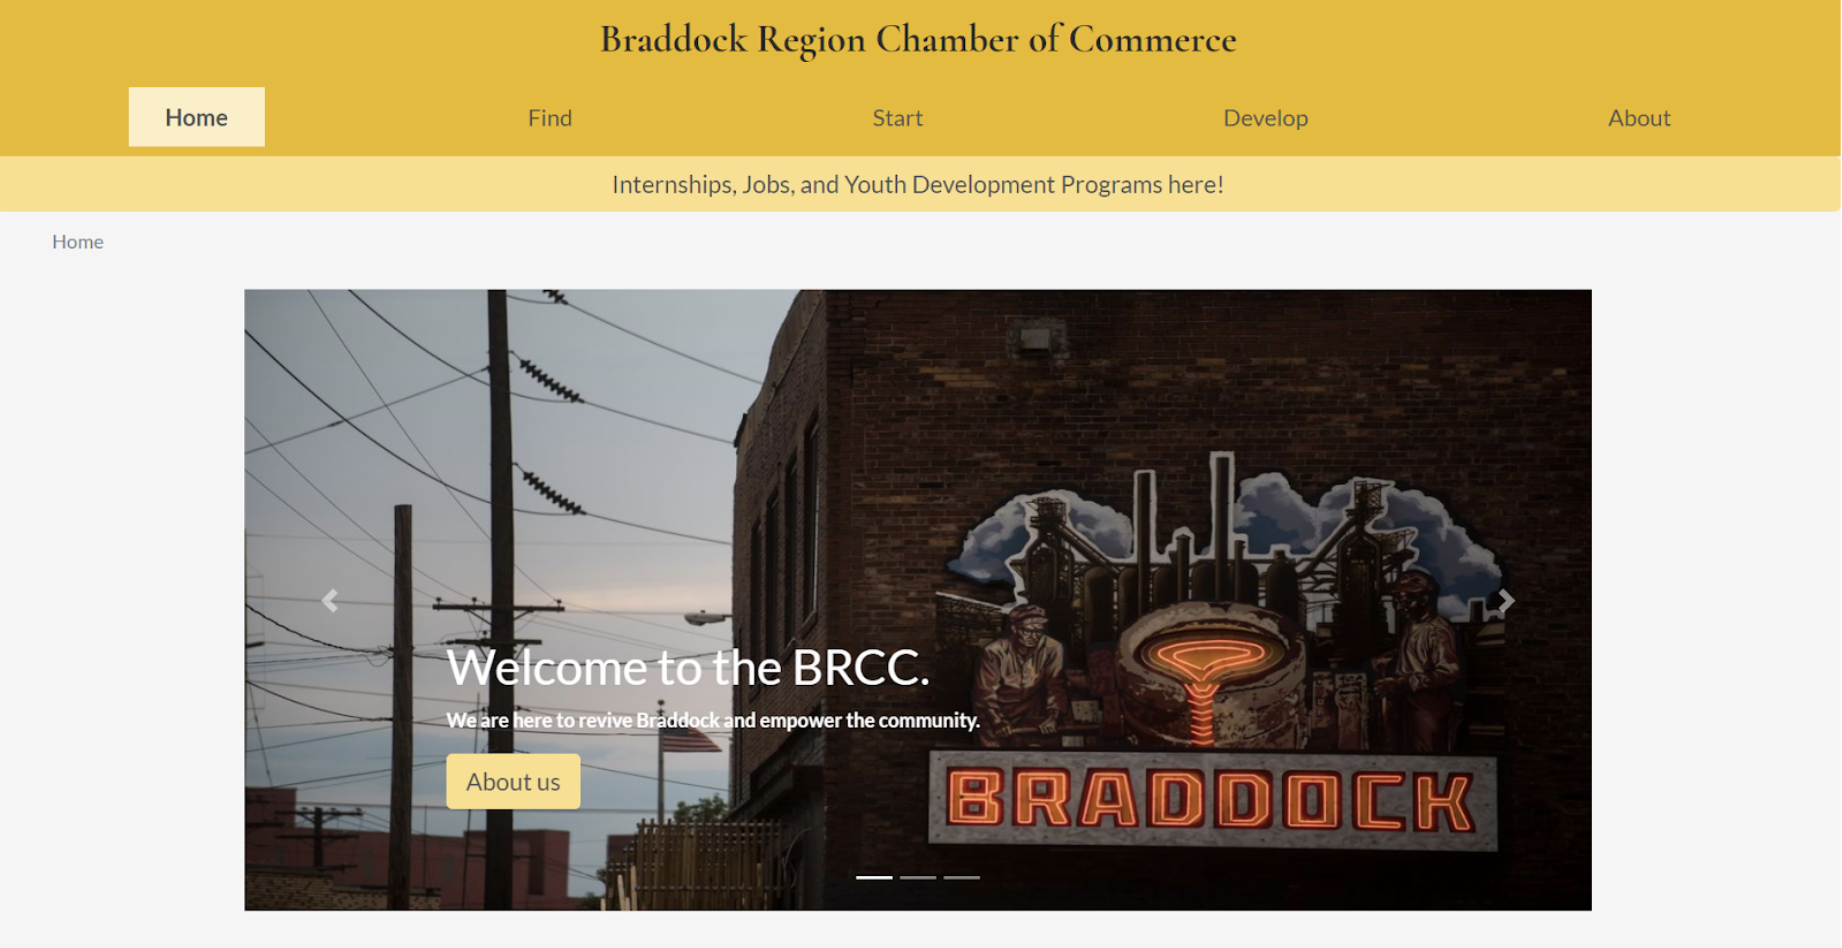 Braddock Region Chamber of Commerce
Home Find Start Develop About
Internships, Jobs, and Youth Development Programs here!
Home
Welcome to the BRCC.
We are here to revive Braddock and empower the community.
About us
BRADDOCK